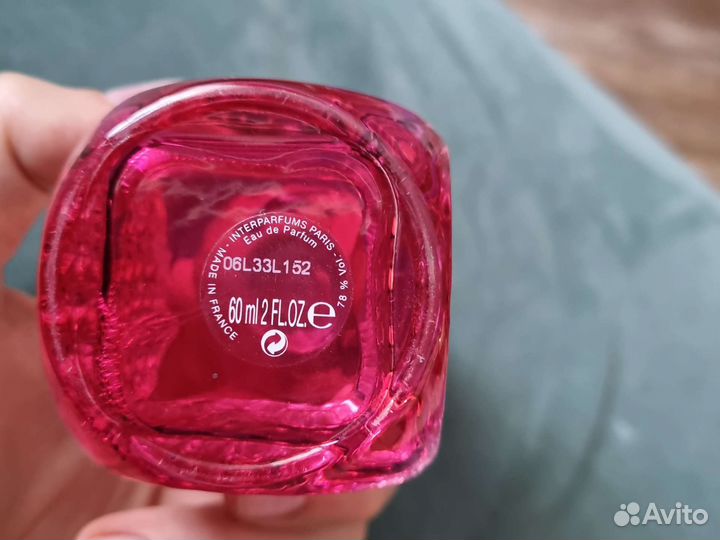 - INTERPARFUMS PARIS -
Eau de Parfum
06L33L152
60 ml 2 FL.OZ. e
78 % Vol.
MADE IN FRANCE
Avito